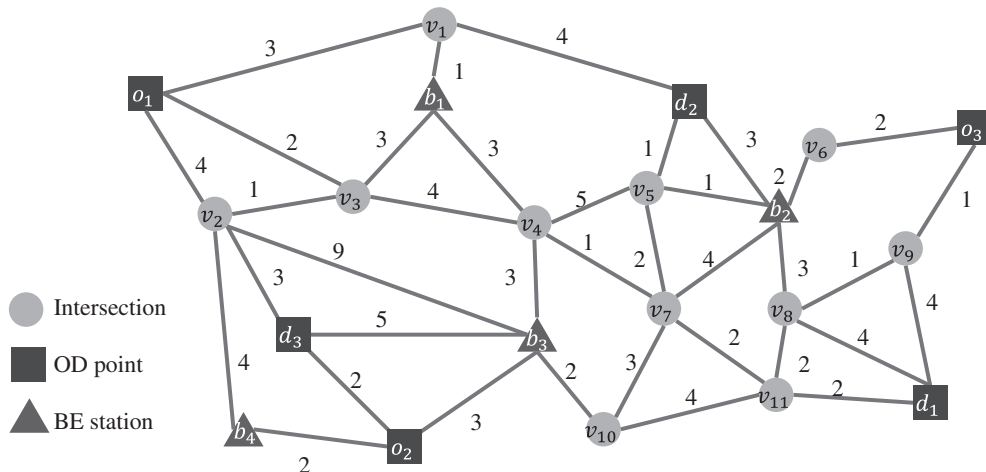 v₁
3
4
1
o₁
b₁
d₂
2
v₆
o₃
2
3
3
1
3
2
4
1
4
v₃
v₅
1
b₂
1
v₂
5
v₄
v₉
9
1
2
4
3
1
3
3
4
Intersection
v₇
v₈
5
d₃
b₃
2
4
OD point
4
2
2
3
2
2
d₁
BE station
3
4
v₁₁
b₄
o₂
v₁₀
2